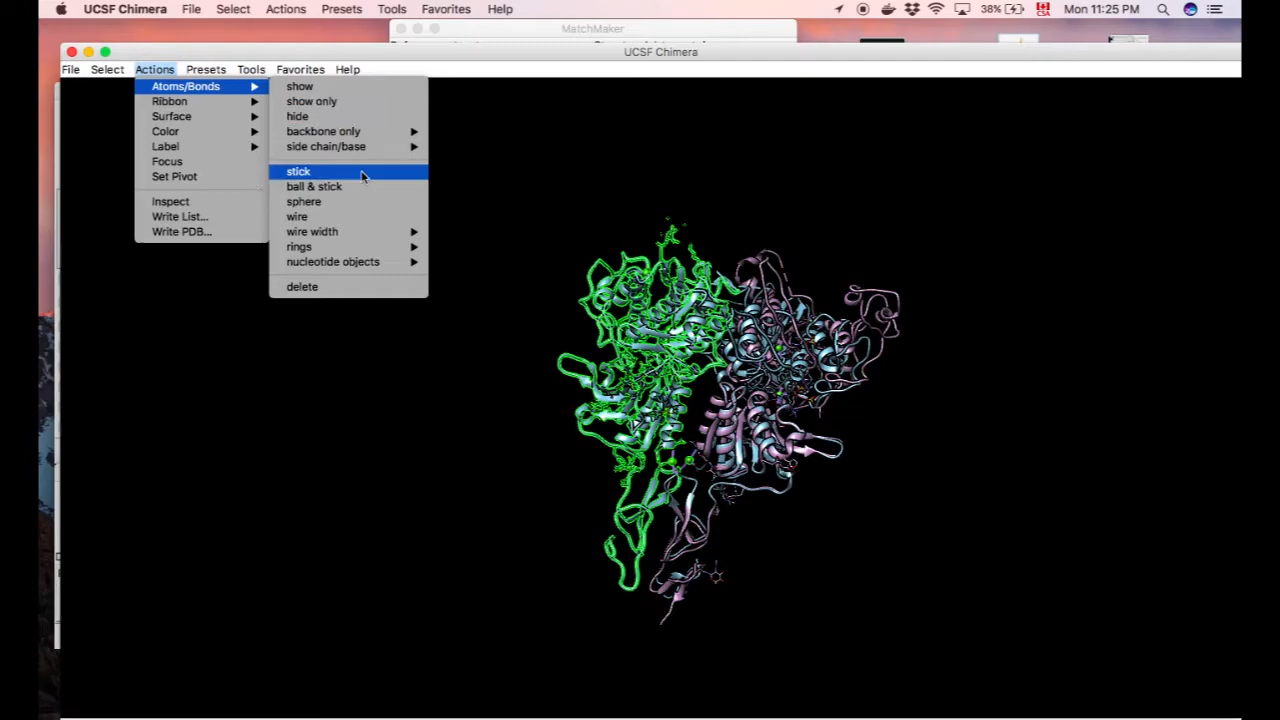 UCSF Chimera File Select Actions Presets Tools Favorites Help 38% CSA Mon 11:25 PM
MatchMaker
UCSF Chimera
File Select Actions Presets Tools Favorites Help
Atoms/Bonds
Ribbon
Surface
Color
Label
Focus
Set Pivot
Inspect
Write List...
Write PDB...
show
show only
hide
backbone only
side chain/base
stick
ball & stick
sphere
wire
wire width
rings
nucleotide objects
delete